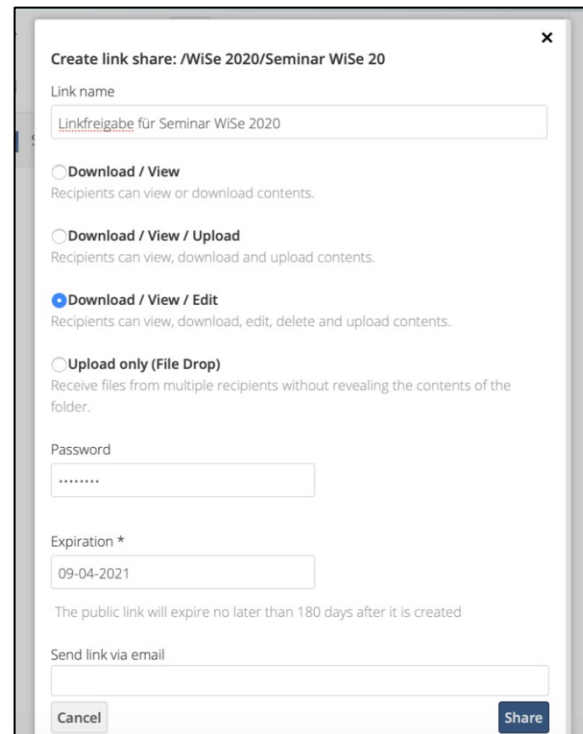 Create link share: /WiSe 2020/Seminar WiSe 20
Link name
Linkfreigabe für Seminar WiSe 2020
Download / View
Recipients can view or download contents.
Download / View / Upload
Recipients can view, download and upload contents.
Download / View / Edit
Recipients can view, download, edit, delete and upload contents.
Upload only (File Drop)
Receive files from multiple recipients without revealing the contents of the
folder.
Password
········
Expiration *
09-04-2021
The public link will expire no later than 180 days after it is created
Send link via email
Cancel
Share